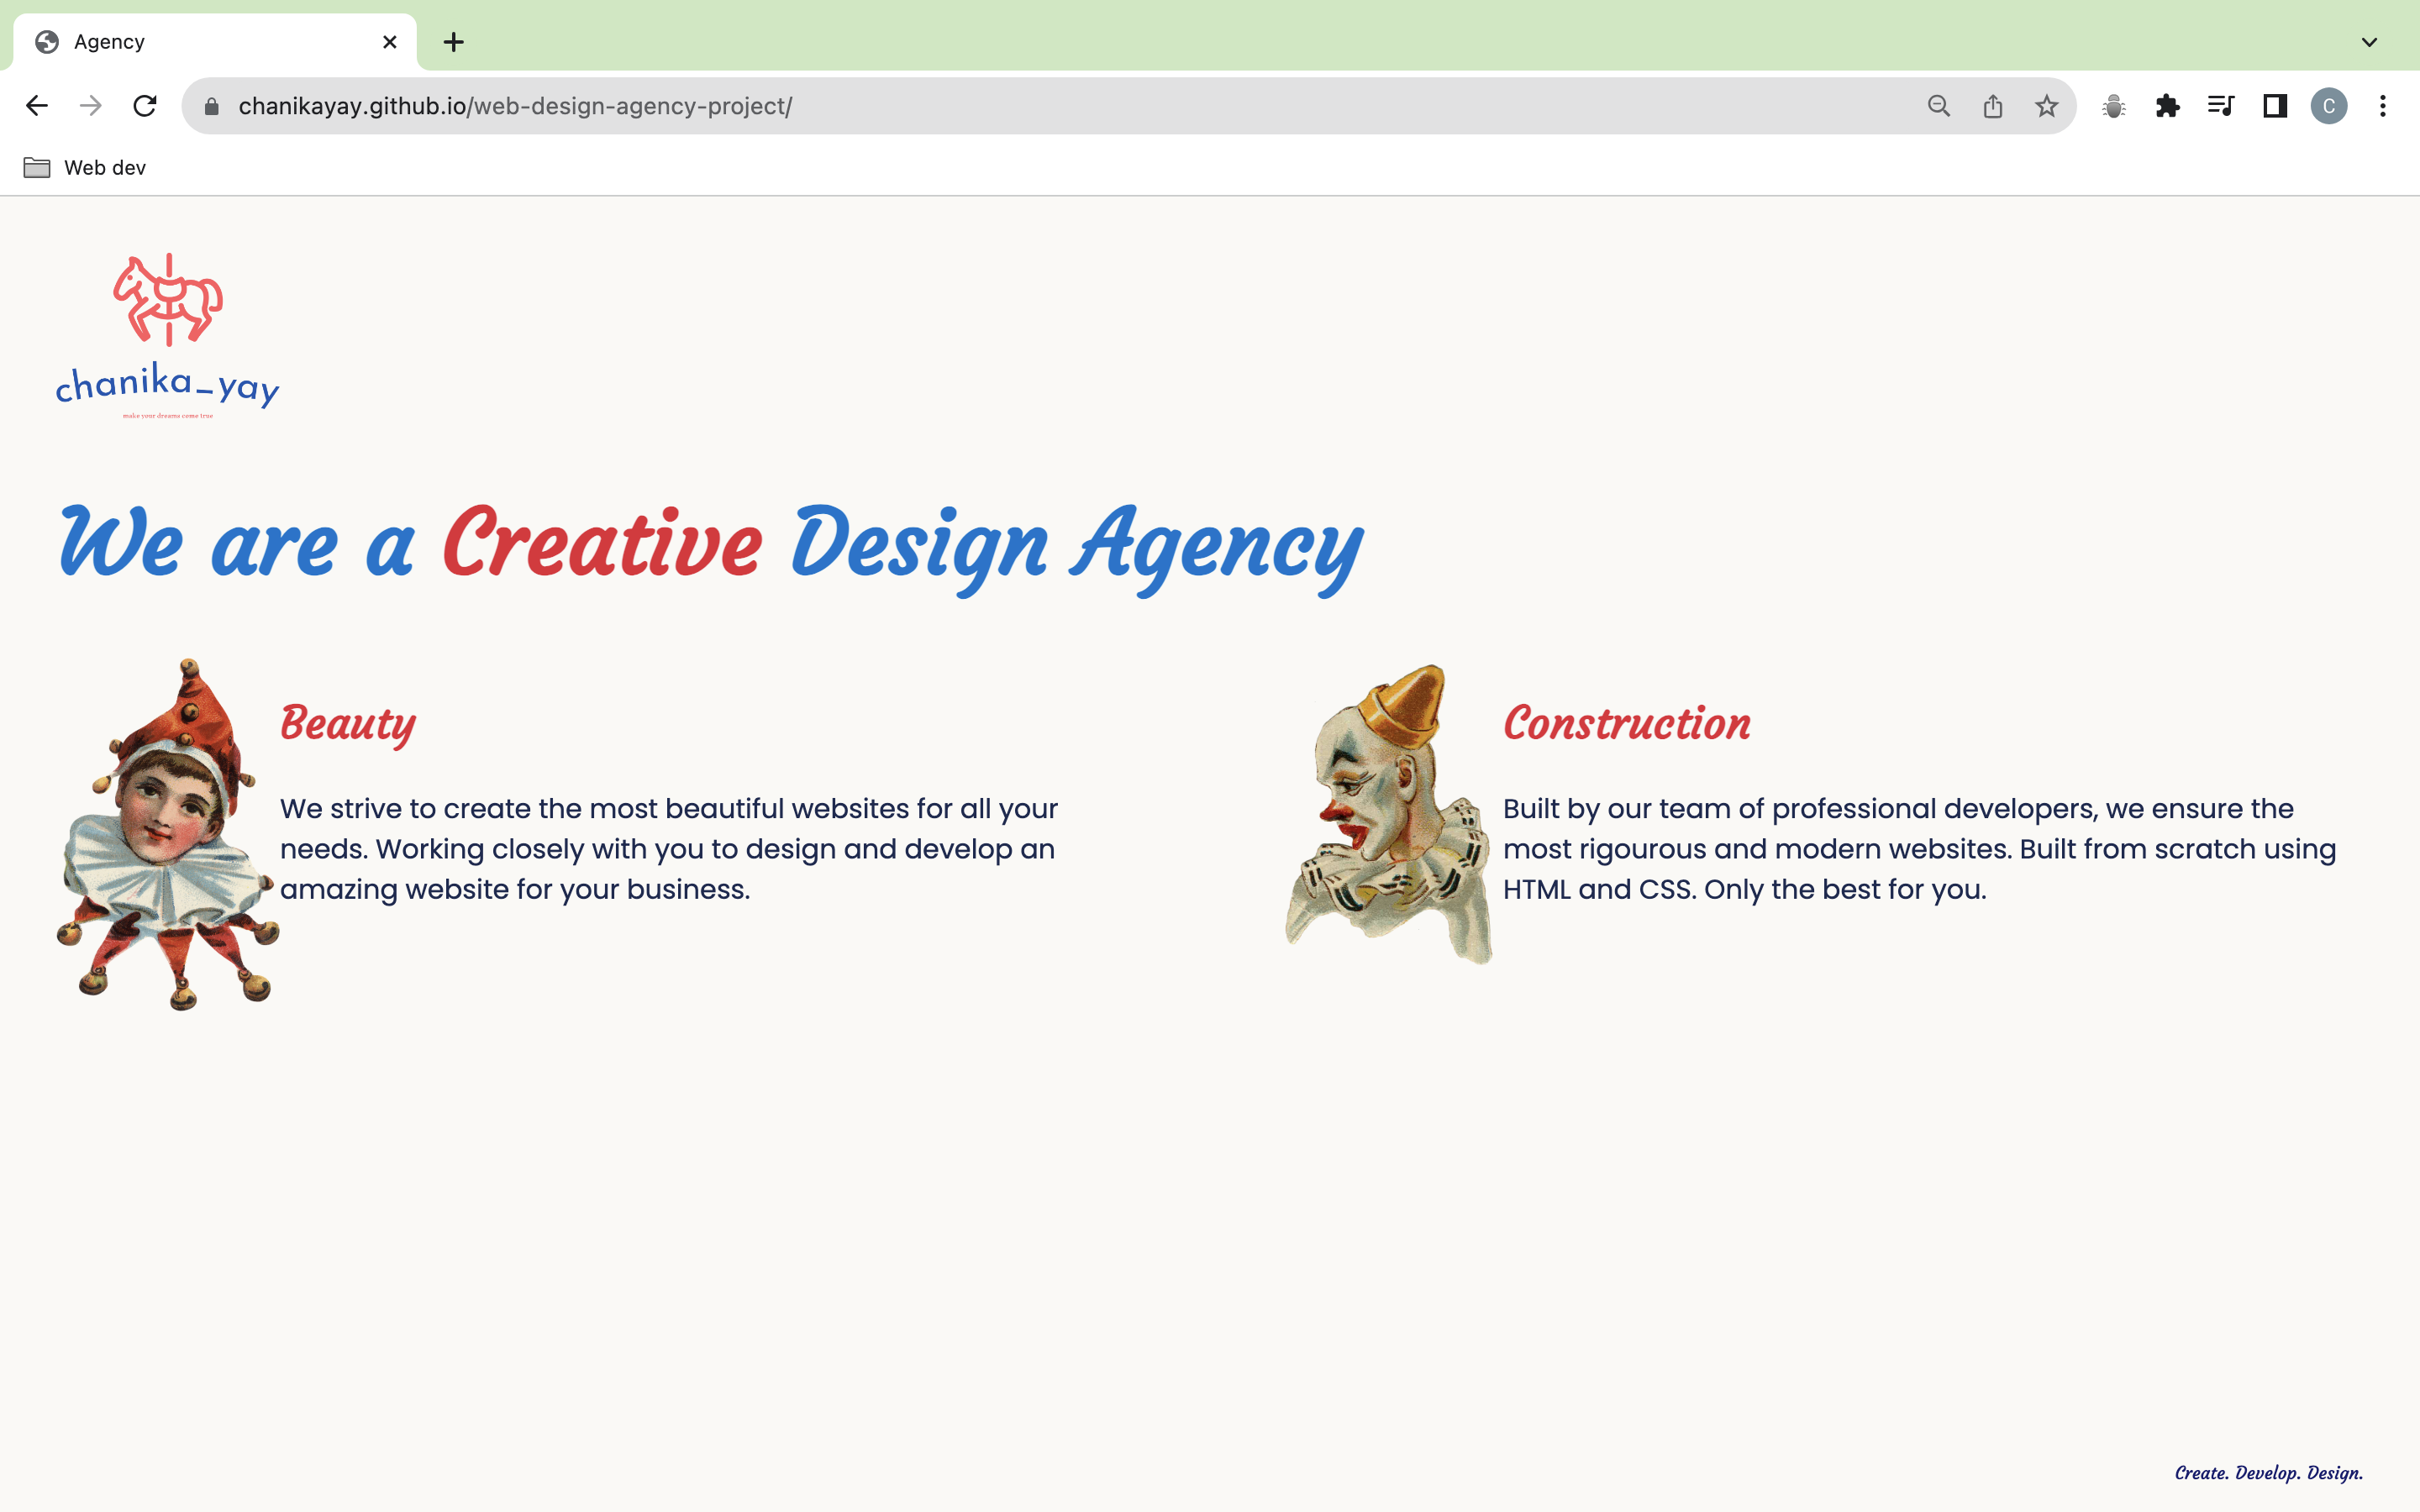 Agency
chanikayay.github.io/web-design-agency-project/
C
Web dev
chanika_yay
make your dreams come true
We are a Creative Design Agency
Beauty
We strive to create the most beautiful websites for all your
needs. Working closely with you to design and develop an
amazing website for your business.
Construction
Built by our team of professional developers, we ensure the
most rigourous and modern websites. Built from scratch using
HTML and CSS. Only the best for you.
Create. Develop. Design.